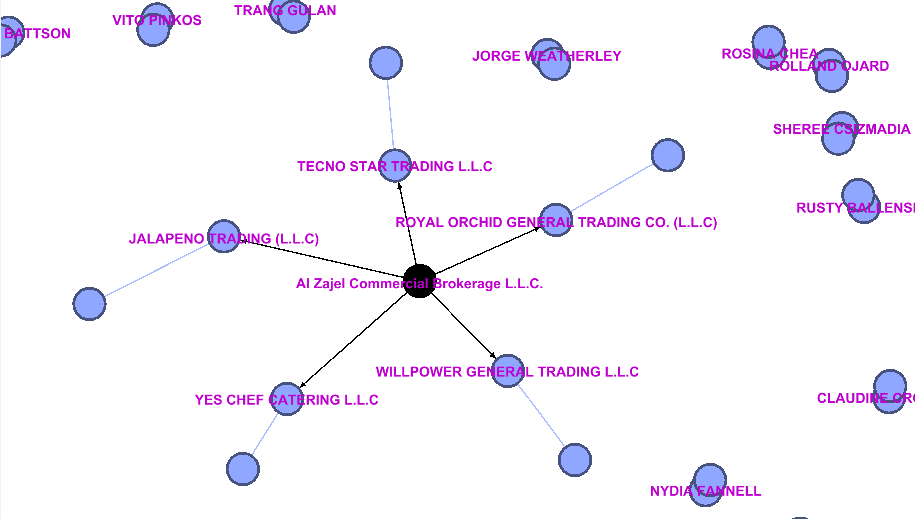 TRANG GULAN
VITO PINKOS
BATTSON
JORGE WEATHERLEY
ROSINA CHEA
ROLLAND OJARD
SHEREE CSIZMADIA
TECNO STAR TRADING L.L.C
RUSTY BALLENS
ROYAL ORCHID GENERAL TRADING CO. (L.L.C)
JALAPENO TRADING (L.L.C)
Al Zajel Commercial Brokerage L.L.C.
WILLPOWER GENERAL TRADING L.L.C
YES CHEF CATERING L.L.C
CLAUDINE
NYDIA FANNELL